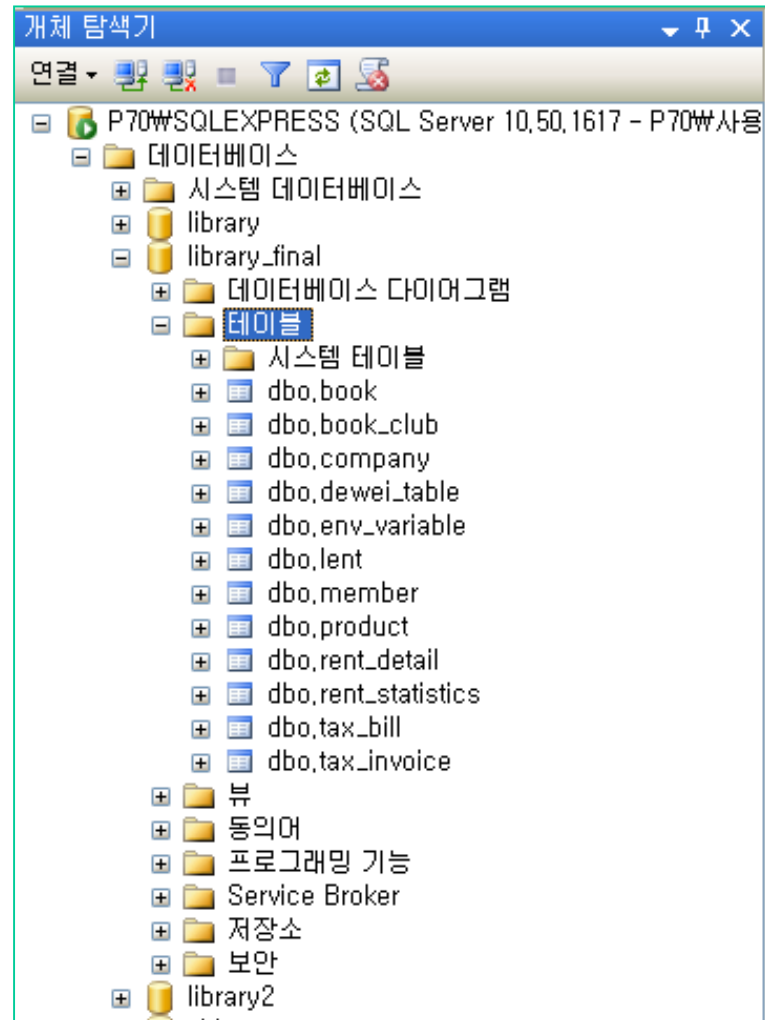 개체 탐색기
연결
P70₩SQLEXPRESS (SQL Server 10,50,1617 - P70₩사용
데이터베이스
시스템 데이터베이스
library
library_final
데이터베이스 다이어그램
테이블
시스템 테이블
dbo,book
dbo,book_club
dbo,company
dbo,dewei_table
dbo,env_variable
dbo,lent
dbo,member
dbo,product
dbo,rent_detail
dbo,rent_statistics
dbo,tax_bill
dbo,tax_invoice
뷰
동의어
프로그래밍 기능
Service Broker
저장소
보안
library2